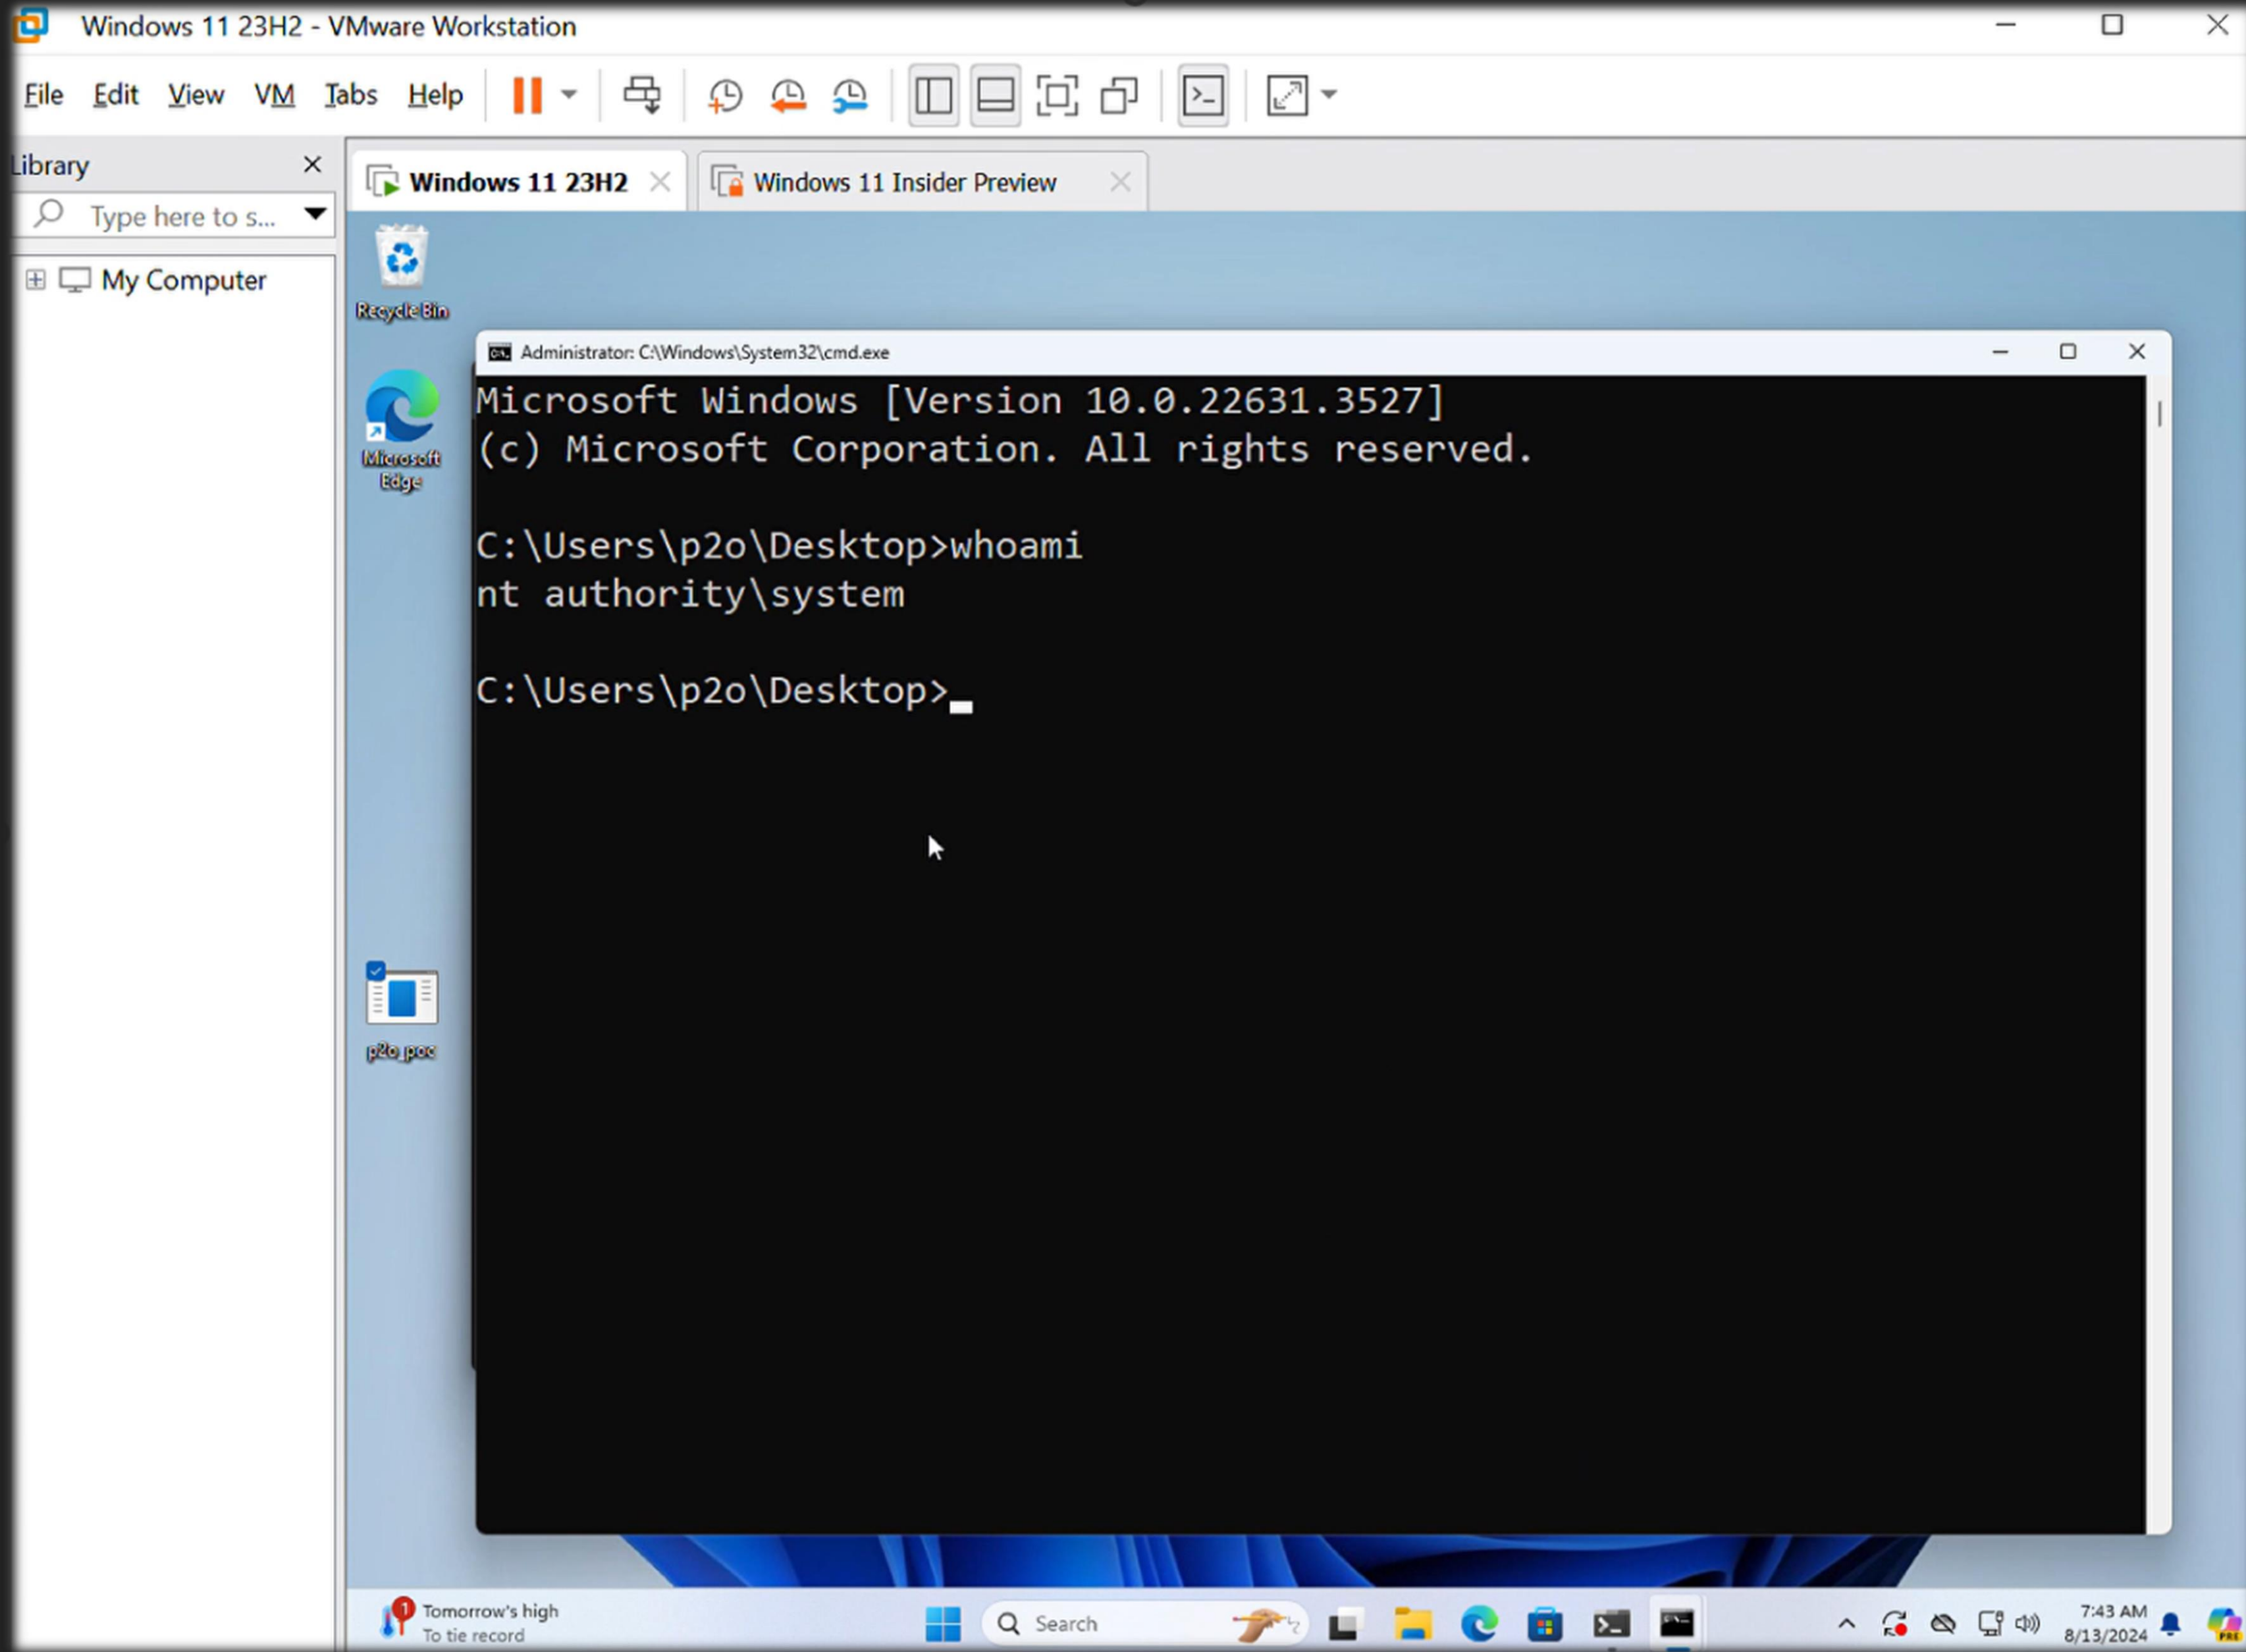 Windows 11 23H2 - VMware Workstation
File Edit View VM Tabs Help
Library
Type here to s...
My Computer
Windows 11 23H2
Windows 11 Insider Preview
Recycle Bin
Microsoft
Edge
p2o_poc
Administrator: C:\Windows\System32\cmd.exe
Microsoft Windows [Version 10.0.22631.3527]
(c) Microsoft Corporation. All rights reserved.
C:\Users\p2o\Desktop>whoami
nt authority\system
C:\Users\p2o\Desktop>
1
Tomorrow's high
To tie record
Search
7:43 AM
8/13/2024
PRE